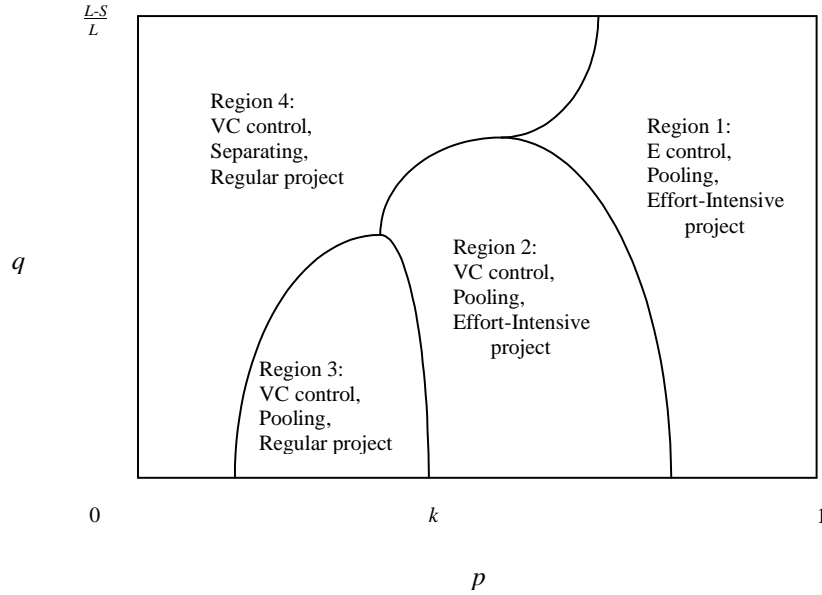 L-S
L
Region 4:
VC control,
Separating,
Regular project
Region 1:
E control,
Pooling,
Effort-Intensive
project
Region 2:
VC control,
Pooling,
Effort-Intensive
project
q
Region 3:
VC control,
Pooling,
Regular project
0 k 1
p